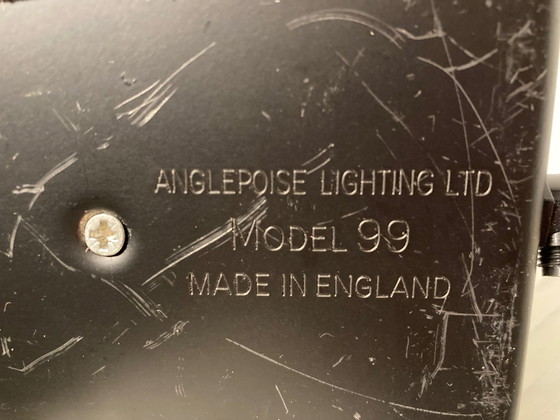 ANGLEPOISE LIGHTING LTD
MODEL 99
MADE IN ENGLAND